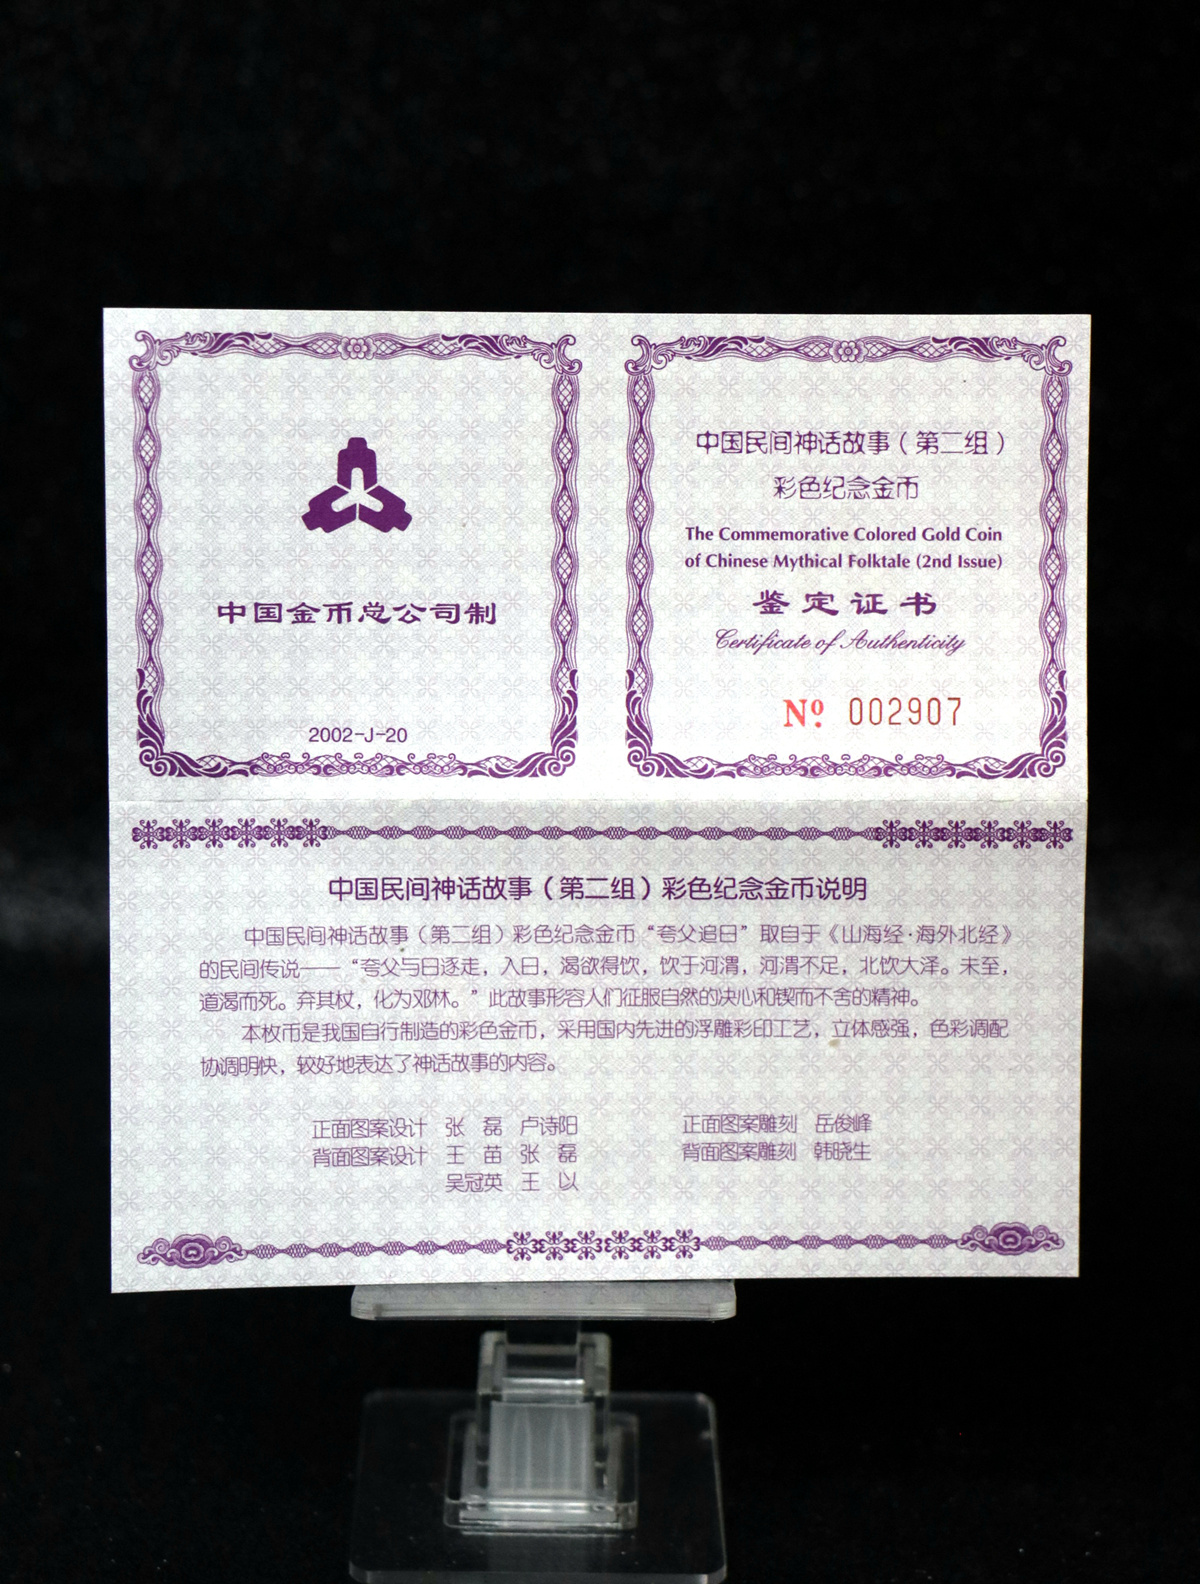 中国金币总公司制
2002-J-20
中国民间神话故事（第二组）
彩色纪念金币
The Commemorative Colored Gold Coin
of Chinese Mythical Folktale (2nd Issue)
鉴定证书
Certificate of Authenticity
Nº. 002907
中国民间神话故事（第二组）彩色纪念金币说明
中国民间神话故事（第二组）彩色纪念金币“夸父追日”取自于《山海经·海外北经》
的民间传说——“夸父与日逐走，入日，渴欲得饮，饮于河渭，河渭不足，北饮大泽。未至，
道渴而死。弃其杖，化为邓林。”此故事形容人们征服自然的决心和锲而不舍的精神。
本枚币是我国自行制造的彩色金币，采用国内先进的浮雕彩印工艺，立体感强，色彩调配
协调明快，较好地表达了神话故事的内容。
正面图案设计 张 磊 卢诗阳 正面图案雕刻 岳俊峰
背面图案设计 王 苗 张 磊 背面图案雕刻 韩晓生
吴冠英 王 以